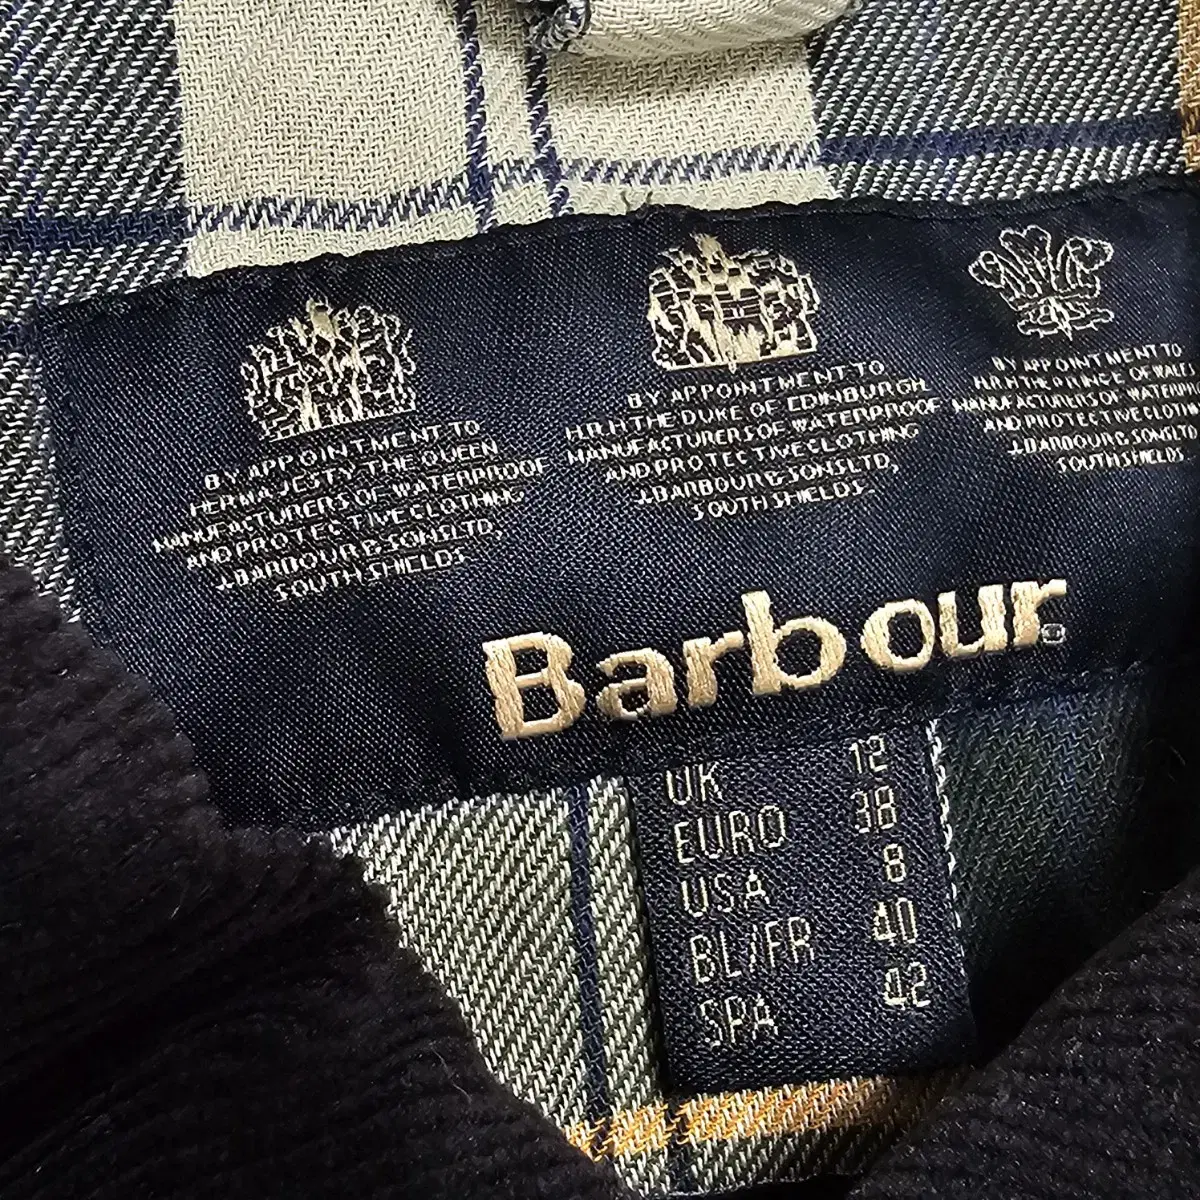 BY APPOINTMENT TO
HER MAJESTY THE QUEEN
MANUFACTURERS OF WATERPROOF
AND PROTECTIVE CLOTHING
J.BARBOUR & SONS LTD,
SOUTH SHIELDS
BY APPOINTMENT TO
H.R.H THE DUKE OF EDINBURGH
MANUFACTURERS OF WATERPROOF
AND PROTECTIVE CLOTHING
J.BARBOUR & SONS LTD,
SOUTH SHIELDS.
BY APPOINTMENT TO
H.R.H THE PRINCE OF WALES
MANUFACTURERS OF
AND PROTECTIVE
J.BARBOUR & SONS LTD
SOUTH SHIELDS
Barbour®
UK 12
EURO 38
USA 8
BL/FR 40
SPA 42